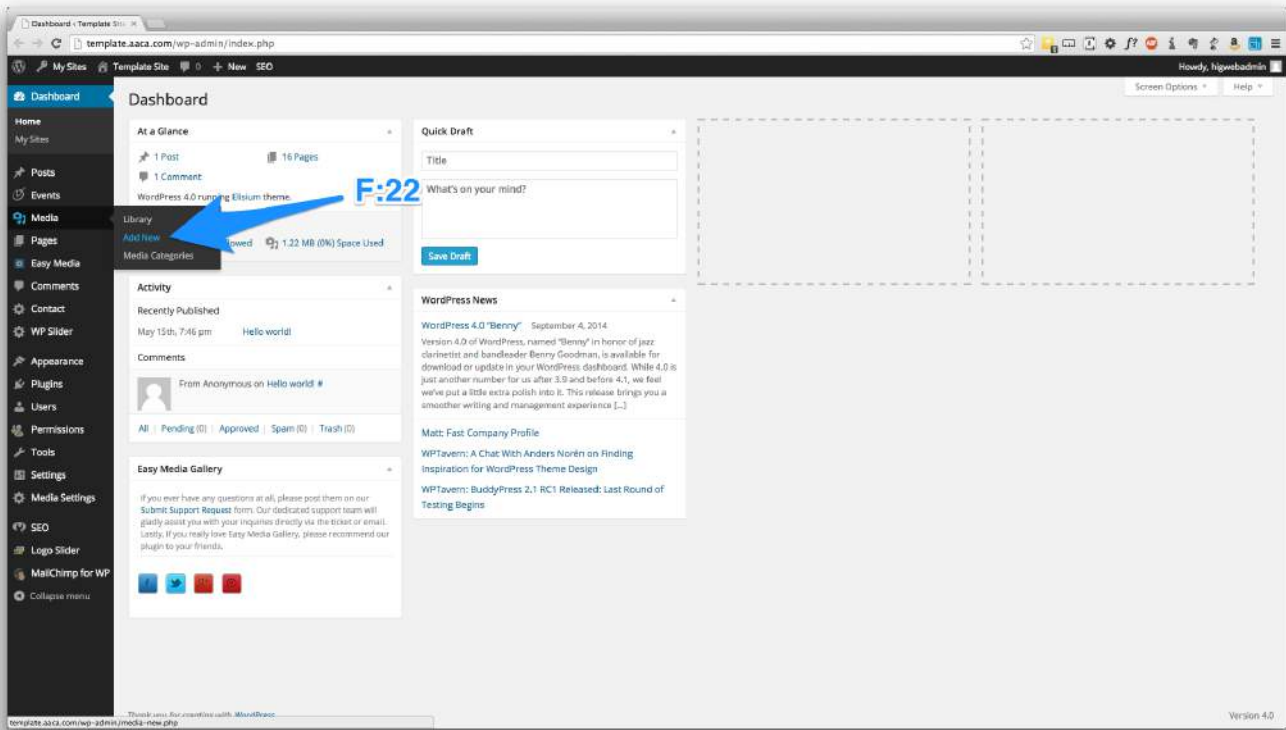 Dashboard ‹ Template Sit
template.aaca.com/wp-admin/index.php
My Sites Template Site 0 + New SEO
Howdy, higwebadmin
Screen Options Help
Dashboard
Home
My Sites
Posts
Events
Media
Pages
Easy Media
Comments
Contact
WP Slider
Appearance
Plugins
Users
Permissions
Tools
Settings
Media Settings
SEO
Logo Slider
MailChimp for WP
Collapse menu
Library
Add New
Media Categories
F:22
Dashboard
At a Glance
1 Post 16 Pages
1 Comment
WordPress 4.0 running Elisium theme.
1.22 MB (0%) Space Used
Activity
Recently Published
May 15th, 7:46 pm Hello world!
Comments
From Anonymous on Hello world! #
All | Pending (0) | Approved | Spam (0) | Trash (0)
Easy Media Gallery
If you ever have any questions at all, please post them on our
Submit Support Request form. Our dedicated support team will
gladly assist you with your inquiries directly via the ticket or email.
Lastly, if you really love Easy Media Gallery, please recommend our
plugin to your friends.
Quick Draft
Title
What's on your mind?
Save Draft
WordPress News
WordPress 4.0 "Benny" September 4, 2014
Version 4.0 of WordPress, named "Benny" in honor of jazz
clarinetist and bandleader Benny Goodman, is available for
download or update in your WordPress dashboard. While 4.0 is
just another number for us after 3.9 and before 4.1, we feel
we've put a little extra polish into it. This release brings you a
smoother writing and management experience [...]
Matt: Fast Company Profile
WPTavern: A Chat With Anders Norén on Finding
Inspiration for WordPress Theme Design
WPTavern: BuddyPress 2.1 RC1 Released: Last Round of
Testing Begins
Thank you for creating with WordPress
template.aaca.com/wp-admin/media-new.php
Version 4.0